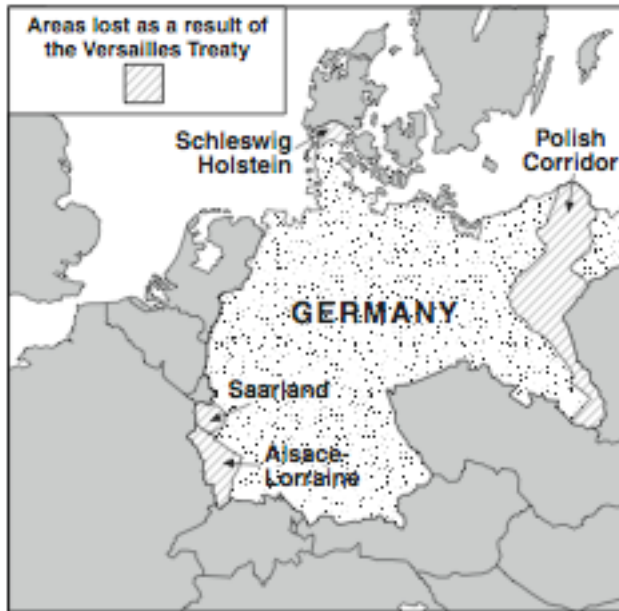 Areas lost as a result of
the Versailles Treaty
Schleswig
Holstein
Polish
Corridor
GERMANY
Saarland
Alsace-
Lorraine